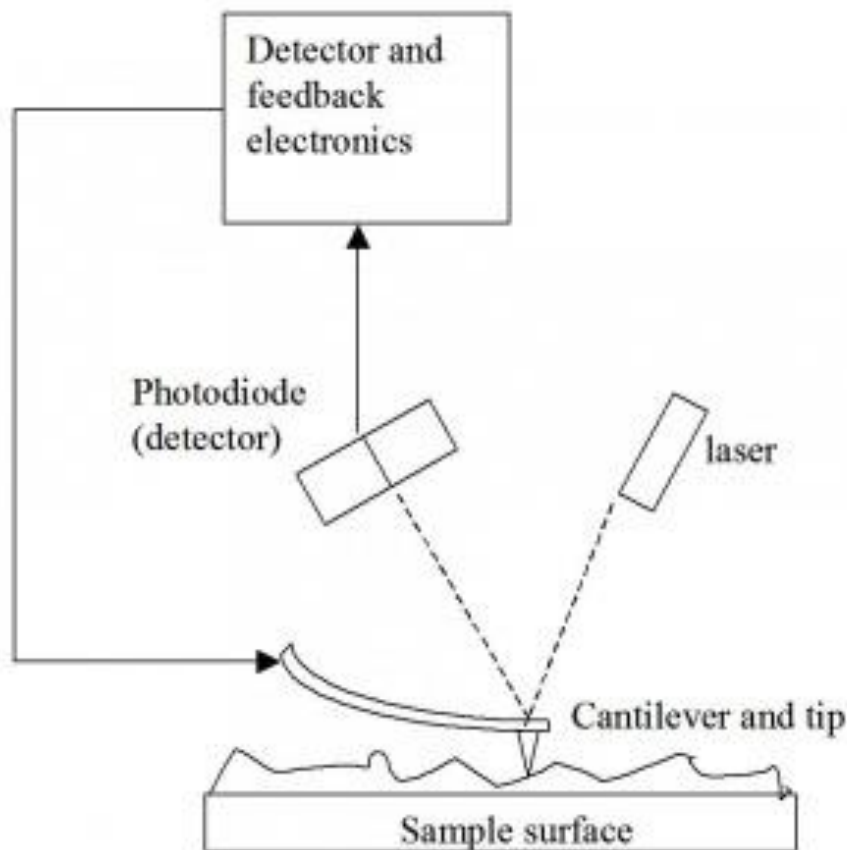 Detector and
feedback
electronics
Photodiode
(detector)
laser
Cantilever and tip
Sample surface